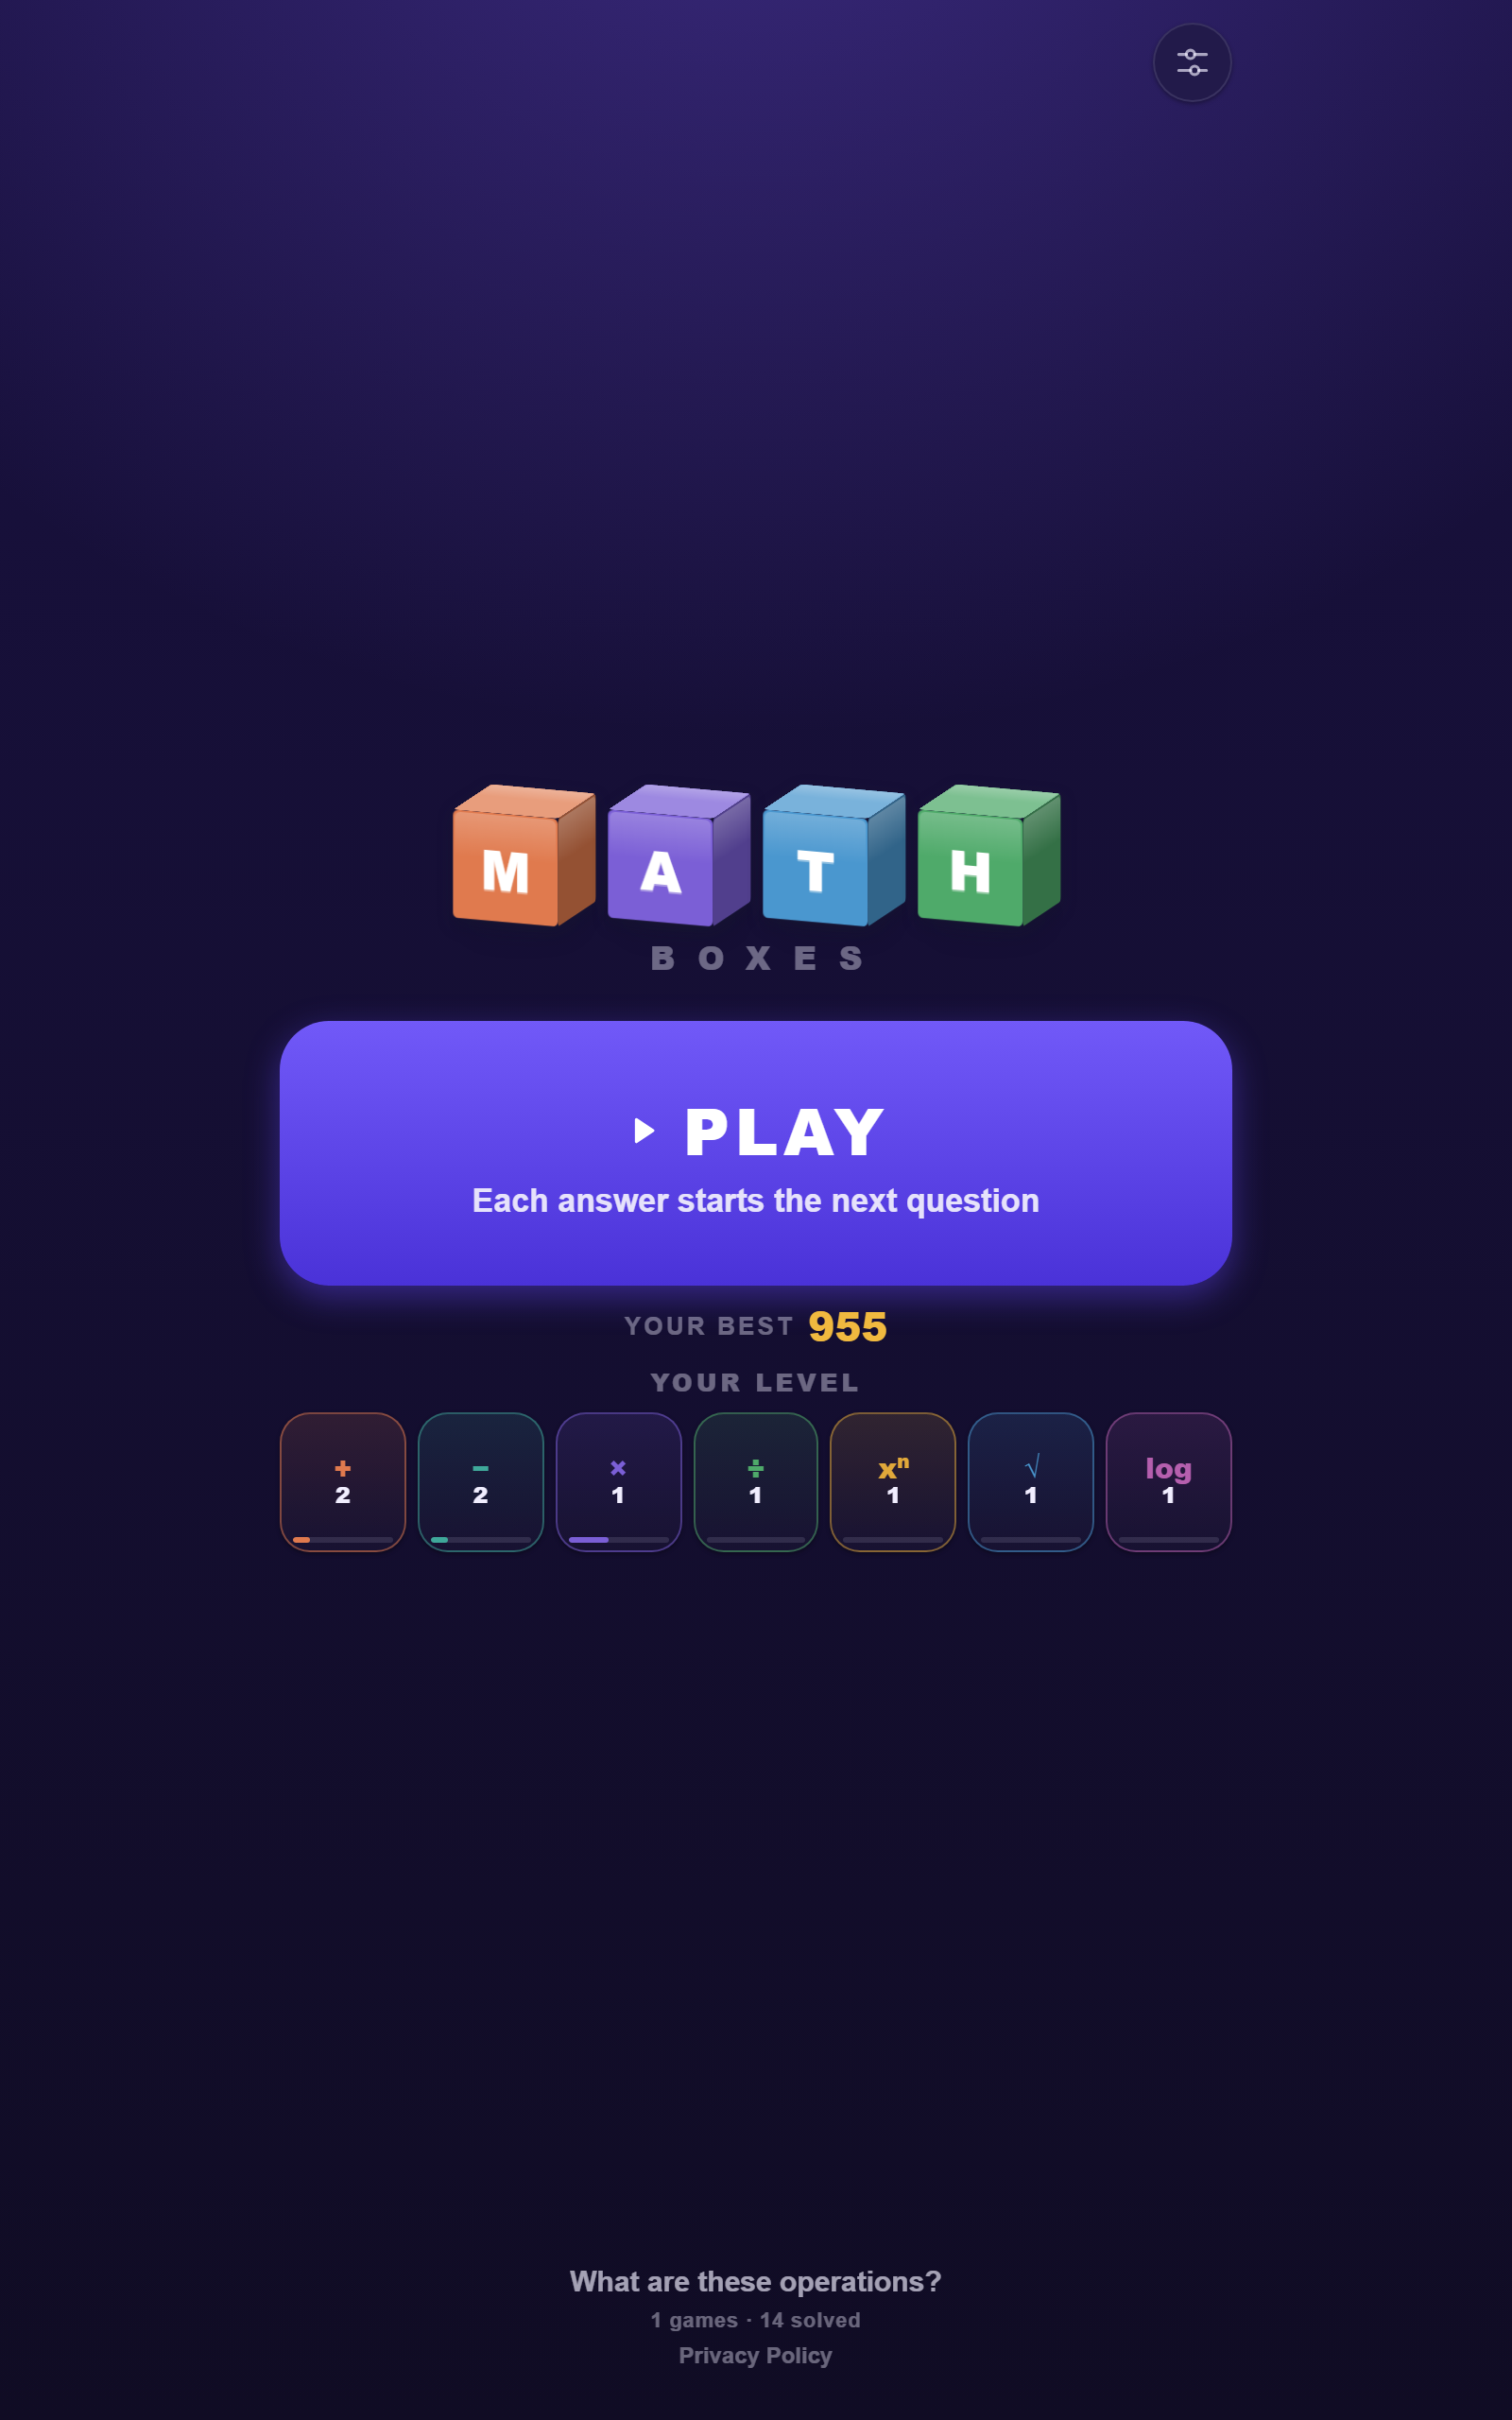 M A T H
BOXES
PLAY
Each answer starts the next question
YOUR BEST 955
YOUR LEVEL
+ − × ÷ xⁿ √ log
2 2 1 1 1 1 1
What are these operations?
1 games · 14 solved
Privacy Policy